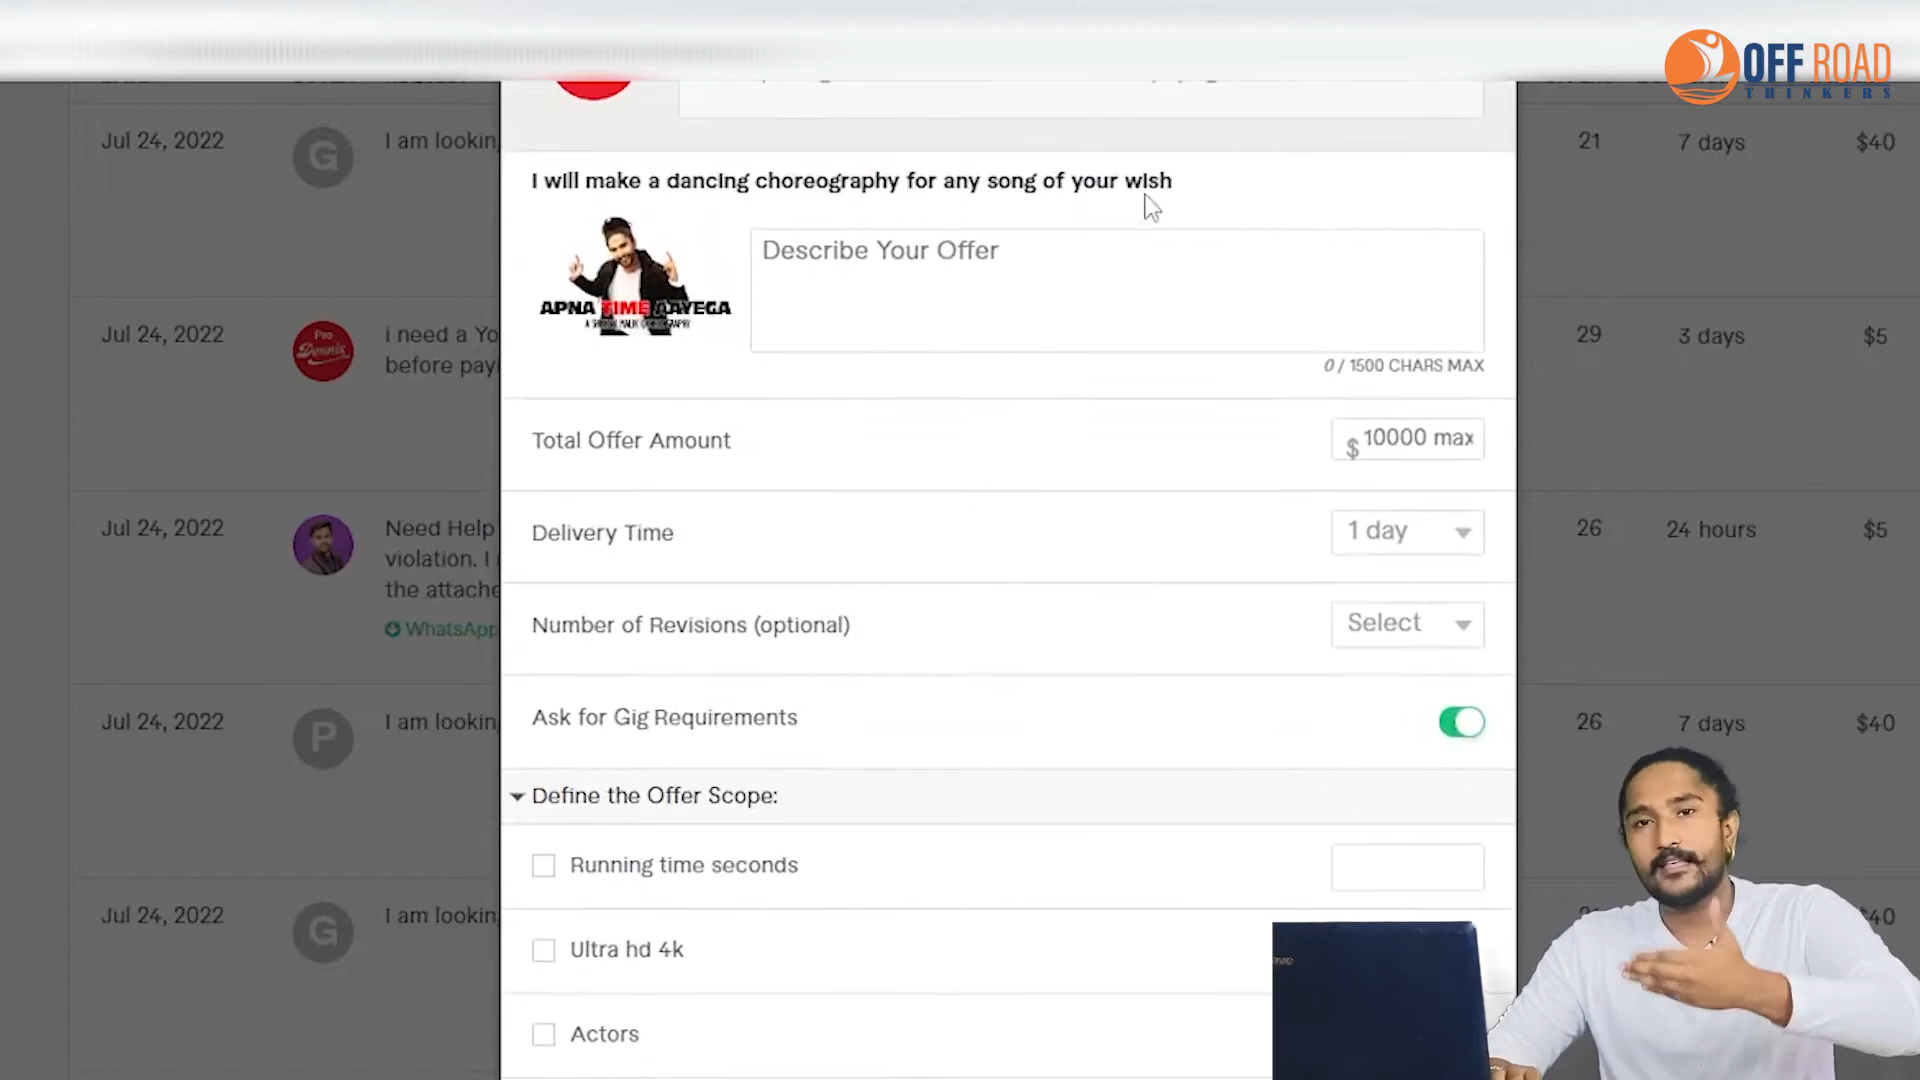 OFF ROAD
THINKERS
I will make a dancing choreography for any song of your wish
APNA TIME AAYEGA
Describe Your Offer
0 / 1500 CHARS MAX
Total Offer Amount
$ 10000 max
Delivery Time
1 day
Number of Revisions (optional)
Select
Ask for Gig Requirements
Define the Offer Scope:
Running time seconds
Ultra hd 4k
Actors
Jul 24, 2022
G
I am lookin
21
7 days
$40
Jul 24, 2022
Pro
Dennis
i need a Yo
before pay
29
3 days
$5
Jul 24, 2022
Need Help
violation. I
the attache
WhatsApp
26
24 hours
$5
Jul 24, 2022
P
I am lookin
26
7 days
$40
Jul 24, 2022
G
I am lookin
$40